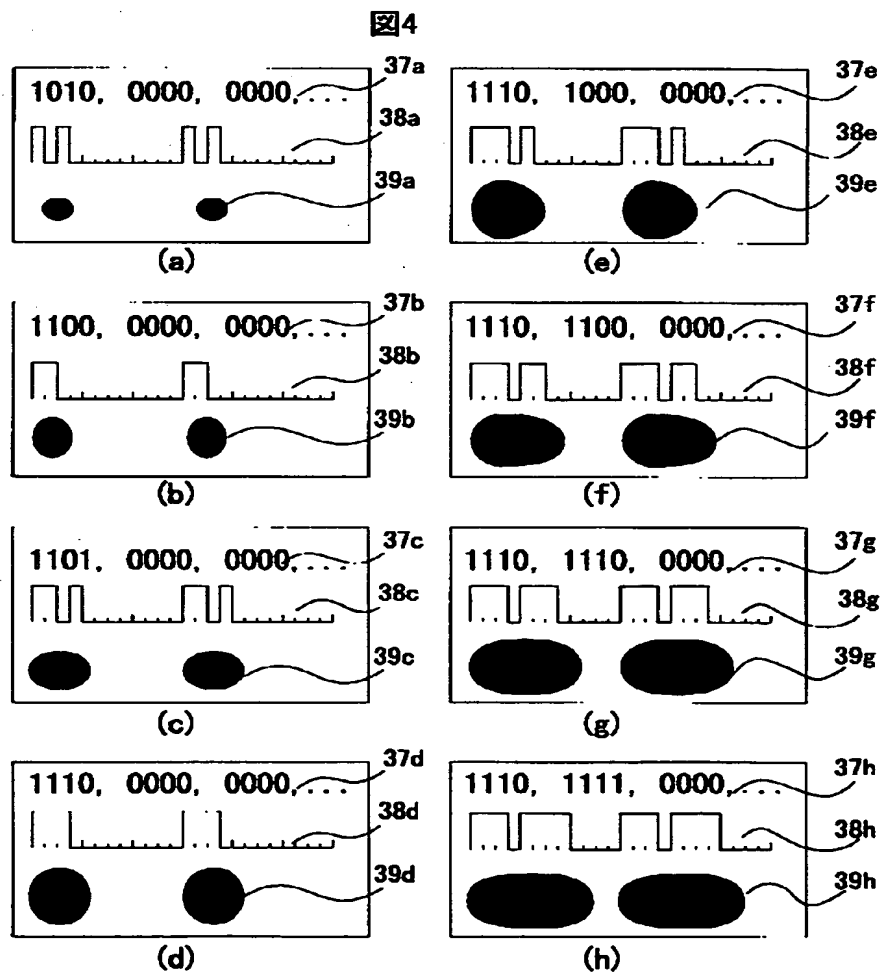 図4
37a
1010, 0000, 0000, . . .
38a
39a
(a)
37b
1100, 0000, 0000, . . .
38b
39b
(b)
37c
1101, 0000, 0000, . . .
38c
39c
(c)
37d
1110, 0000, 0000, . . .
38d
39d
(d)
37e
1110, 1000, 0000, . . .
38e
39e
(e)
37f
1110, 1100, 0000, . . .
38f
39f
(f)
37g
1110, 1110, 0000, . . .
38g
39g
(g)
37h
1110, 1111, 0000, . . .
38h
39h
(h)